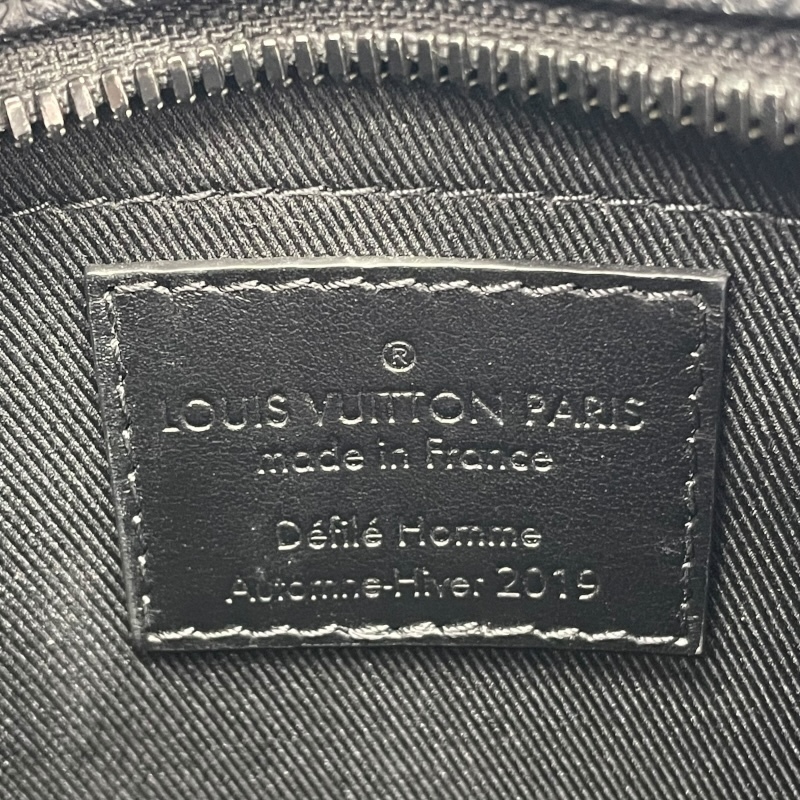 ®
LOUIS VUITTON PARIS
made in France
Défilé Homme
Automne-Hiver 2019